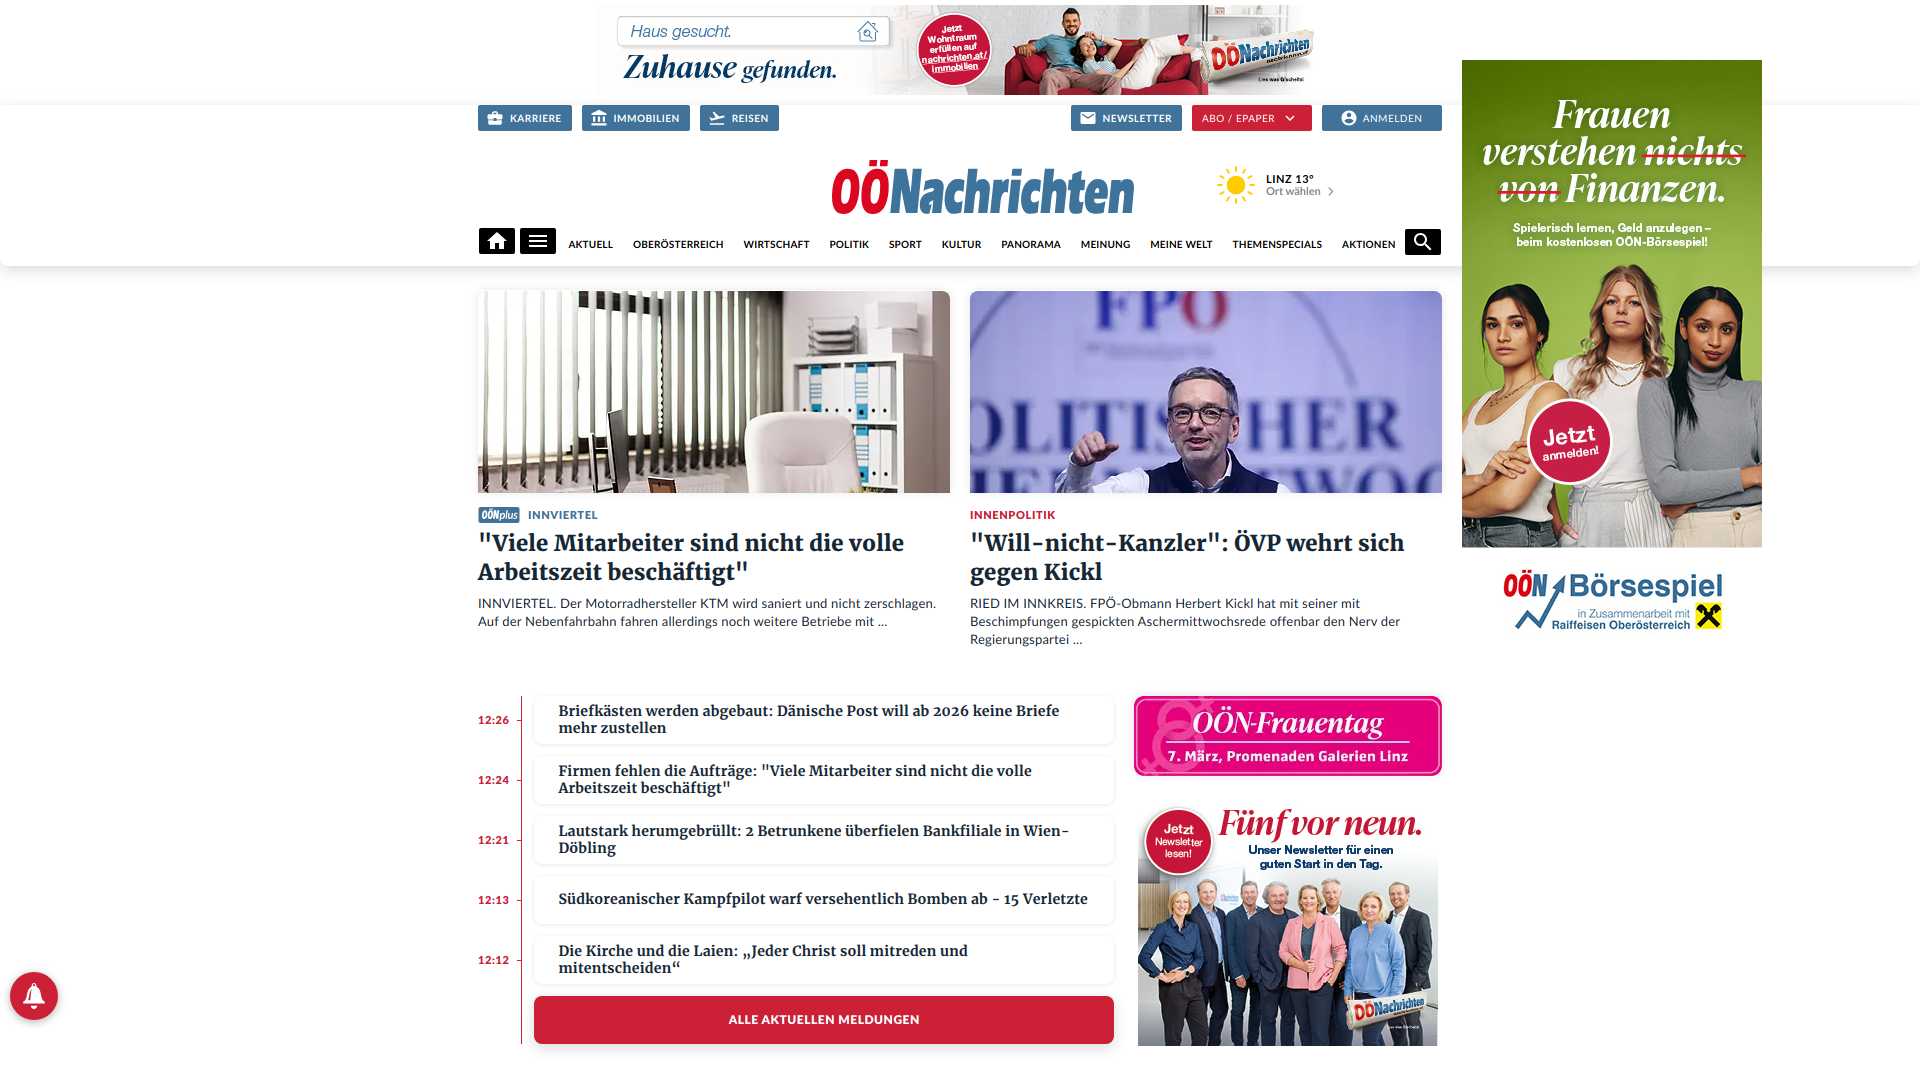 Haus gesucht.
Zuhause gefunden.
Jetzt
Wohntraum
erfüllen auf
nachrichten.at/
immobilien
OÖNachrichten
Lies was G'scheits!
KARRIERE
IMMOBILIEN
REISEN
NEWSLETTER
ABO / EPAPER
ANMELDEN
OÖNachrichten
LINZ 13°
Ort wählen
AKTUELL
OBERÖSTERREICH
WIRTSCHAFT
POLITIK
SPORT
KULTUR
PANORAMA
MEINUNG
MEINE WELT
THEMENSPECIALS
AKTIONEN
Frauen
verstehen nichts
von Finanzen.
Spielerisch lernen, Geld anzulegen –
beim kostenlosen OÖN-Börsespiel!
Jetzt
anmelden!
OÖN Börsespiel
in Zusammenarbeit mit
Raiffeisen Oberösterreich
FPÖ
OLITISCHER
OÖNplus INNVIERTEL
"Viele Mitarbeiter sind nicht die volle
Arbeitszeit beschäftigt"
INNVIERTEL. Der Motorradhersteller KTM wird saniert und nicht zerschlagen.
Auf der Nebenfahrbahn fahren allerdings noch weitere Betriebe mit ...
INNENPOLITIK
"Will-nicht-Kanzler": ÖVP wehrt sich
gegen Kickl
RIED IM INNKREIS. FPÖ-Obmann Herbert Kickl hat mit seiner mit
Beschimpfungen gespickten Aschermittwochsrede offenbar den Nerv der
Regierungspartei ...
12:26
Briefkästen werden abgebaut: Dänische Post will ab 2026 keine Briefe
mehr zustellen
12:24
Firmen fehlen die Aufträge: "Viele Mitarbeiter sind nicht die volle
Arbeitszeit beschäftigt"
12:21
Lautstark herumgebrüllt: 2 Betrunkene überfielen Bankfiliale in Wien-
Döbling
12:13
Südkoreanischer Kampfpilot warf versehentlich Bomben ab - 15 Verletzte
12:12
Die Kirche und die Laien: „Jeder Christ soll mitreden und
mitentscheiden“
ALLE AKTUELLEN MELDUNGEN
OÖN-Frauentag
7. März, Promenaden Galerien Linz
Jetzt
Newsletter
lesen!
Fünf vor neun.
Unser Newsletter für einen
guten Start in den Tag.
OÖNachrichten